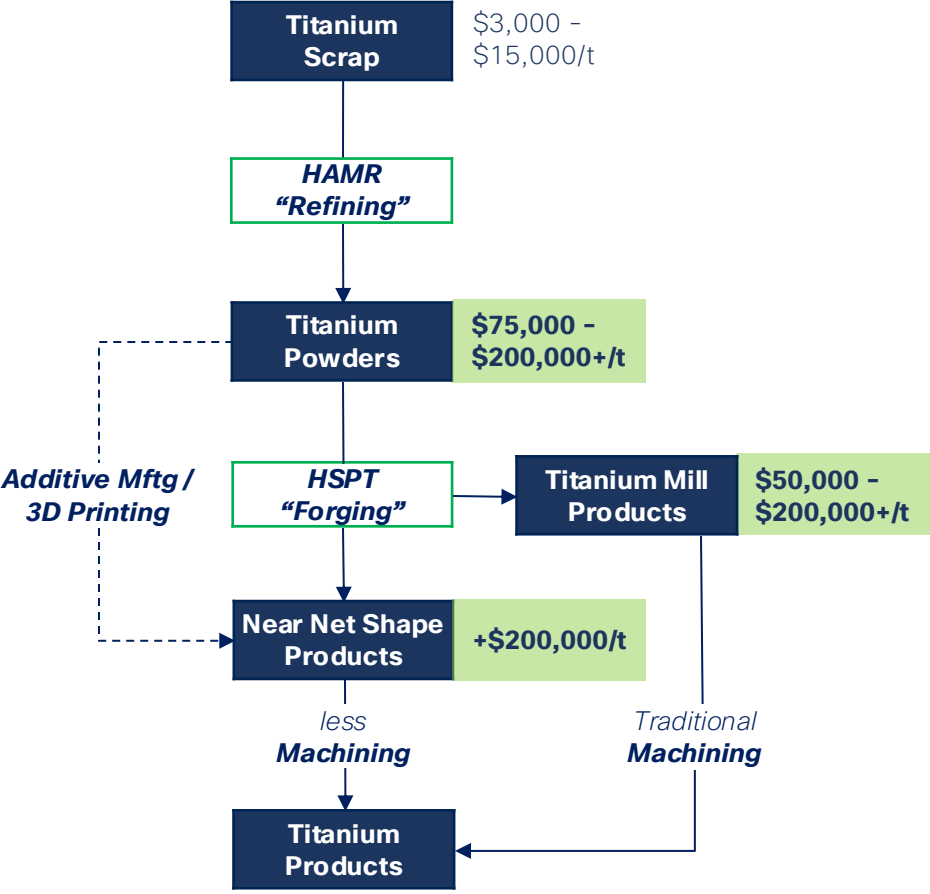 Titanium
Scrap
$3,000 –
$15,000/t
HAMR
“Refining”
Titanium
Powders
$75,000 –
$200,000+/t
Additive Mftg /
3D Printing
HSPT
“Forging”
Titanium Mill
Products
$50,000 –
$200,000+/t
Near Net Shape
Products
+$200,000/t
less
Machining
Traditional
Machining
Titanium
Products